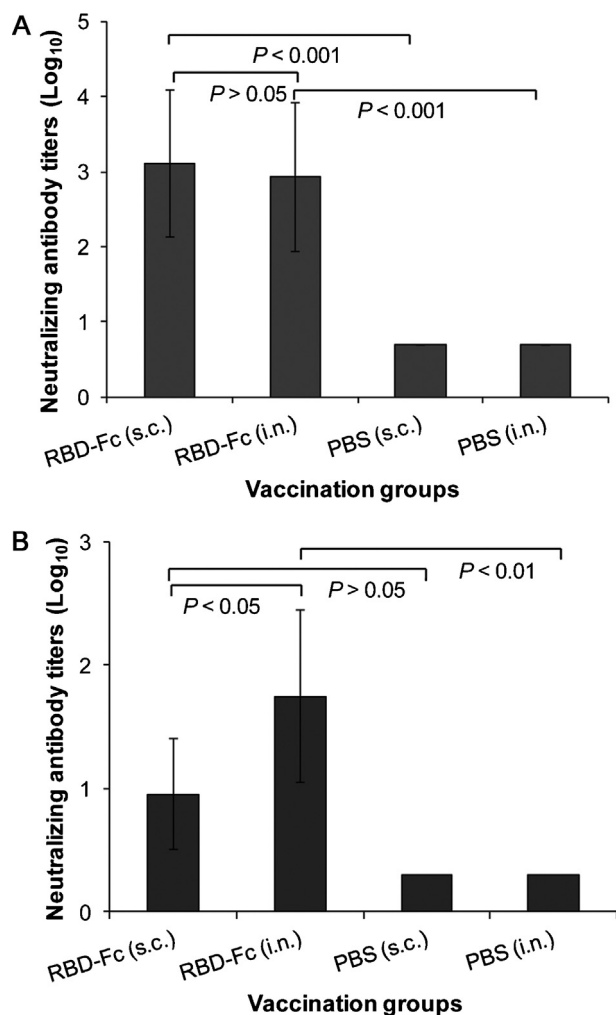 A
Neutralizing antibody titers (Log10)
5
4
3
2
1
0
P < 0.001
P > 0.05
P < 0.001
RBD-Fc (s.c.)
RBD-Fc (i.n.)
PBS (s.c.)
PBS (i.n.)
Vaccination groups
B
Neutralizing antibody titers (Log10)
3
2
1
0
P < 0.01
P > 0.05
P < 0.05
RBD-Fc (s.c.)
RBD-Fc (i.n.)
PBS (s.c.)
PBS (i.n.)
Vaccination groups